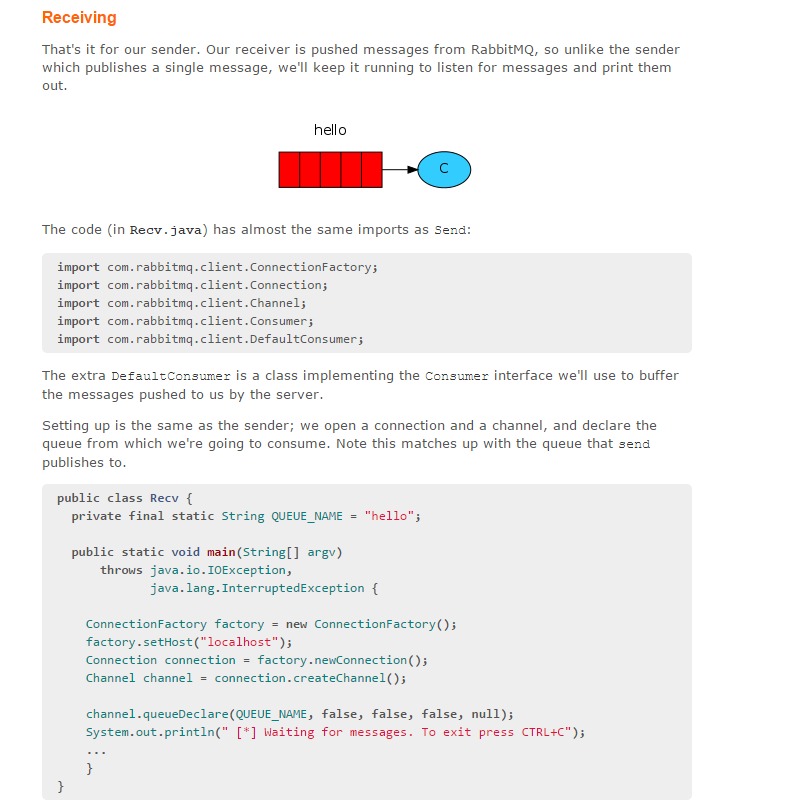 Receiving
That's it for our sender. Our receiver is pushed messages from RabbitMQ, so unlike the sender
which publishes a single message, we'll keep it running to listen for messages and print them
out.
hello
C
The code (in Recv.java) has almost the same imports as Send:
import com.rabbitmq.client.ConnectionFactory;
import com.rabbitmq.client.Connection;
import com.rabbitmq.client.Channel;
import com.rabbitmq.client.Consumer;
import com.rabbitmq.client.DefaultConsumer;
The extra DefaultConsumer is a class implementing the Consumer interface we'll use to buffer
the messages pushed to us by the server.
Setting up is the same as the sender; we open a connection and a channel, and declare the
queue from which we're going to consume. Note this matches up with the queue that send
publishes to.
public class Recv {
  private final static String QUEUE_NAME = "hello";
  public static void main(String[] argv)
      throws java.io.IOException,
             java.lang.InterruptedException {
    ConnectionFactory factory = new ConnectionFactory();
    factory.setHost("localhost");
    Connection connection = factory.newConnection();
    Channel channel = connection.createChannel();
    channel.queueDeclare(QUEUE_NAME, false, false, false, null);
    System.out.println(" [*] Waiting for messages. To exit press CTRL+C");
    ...
    }
}